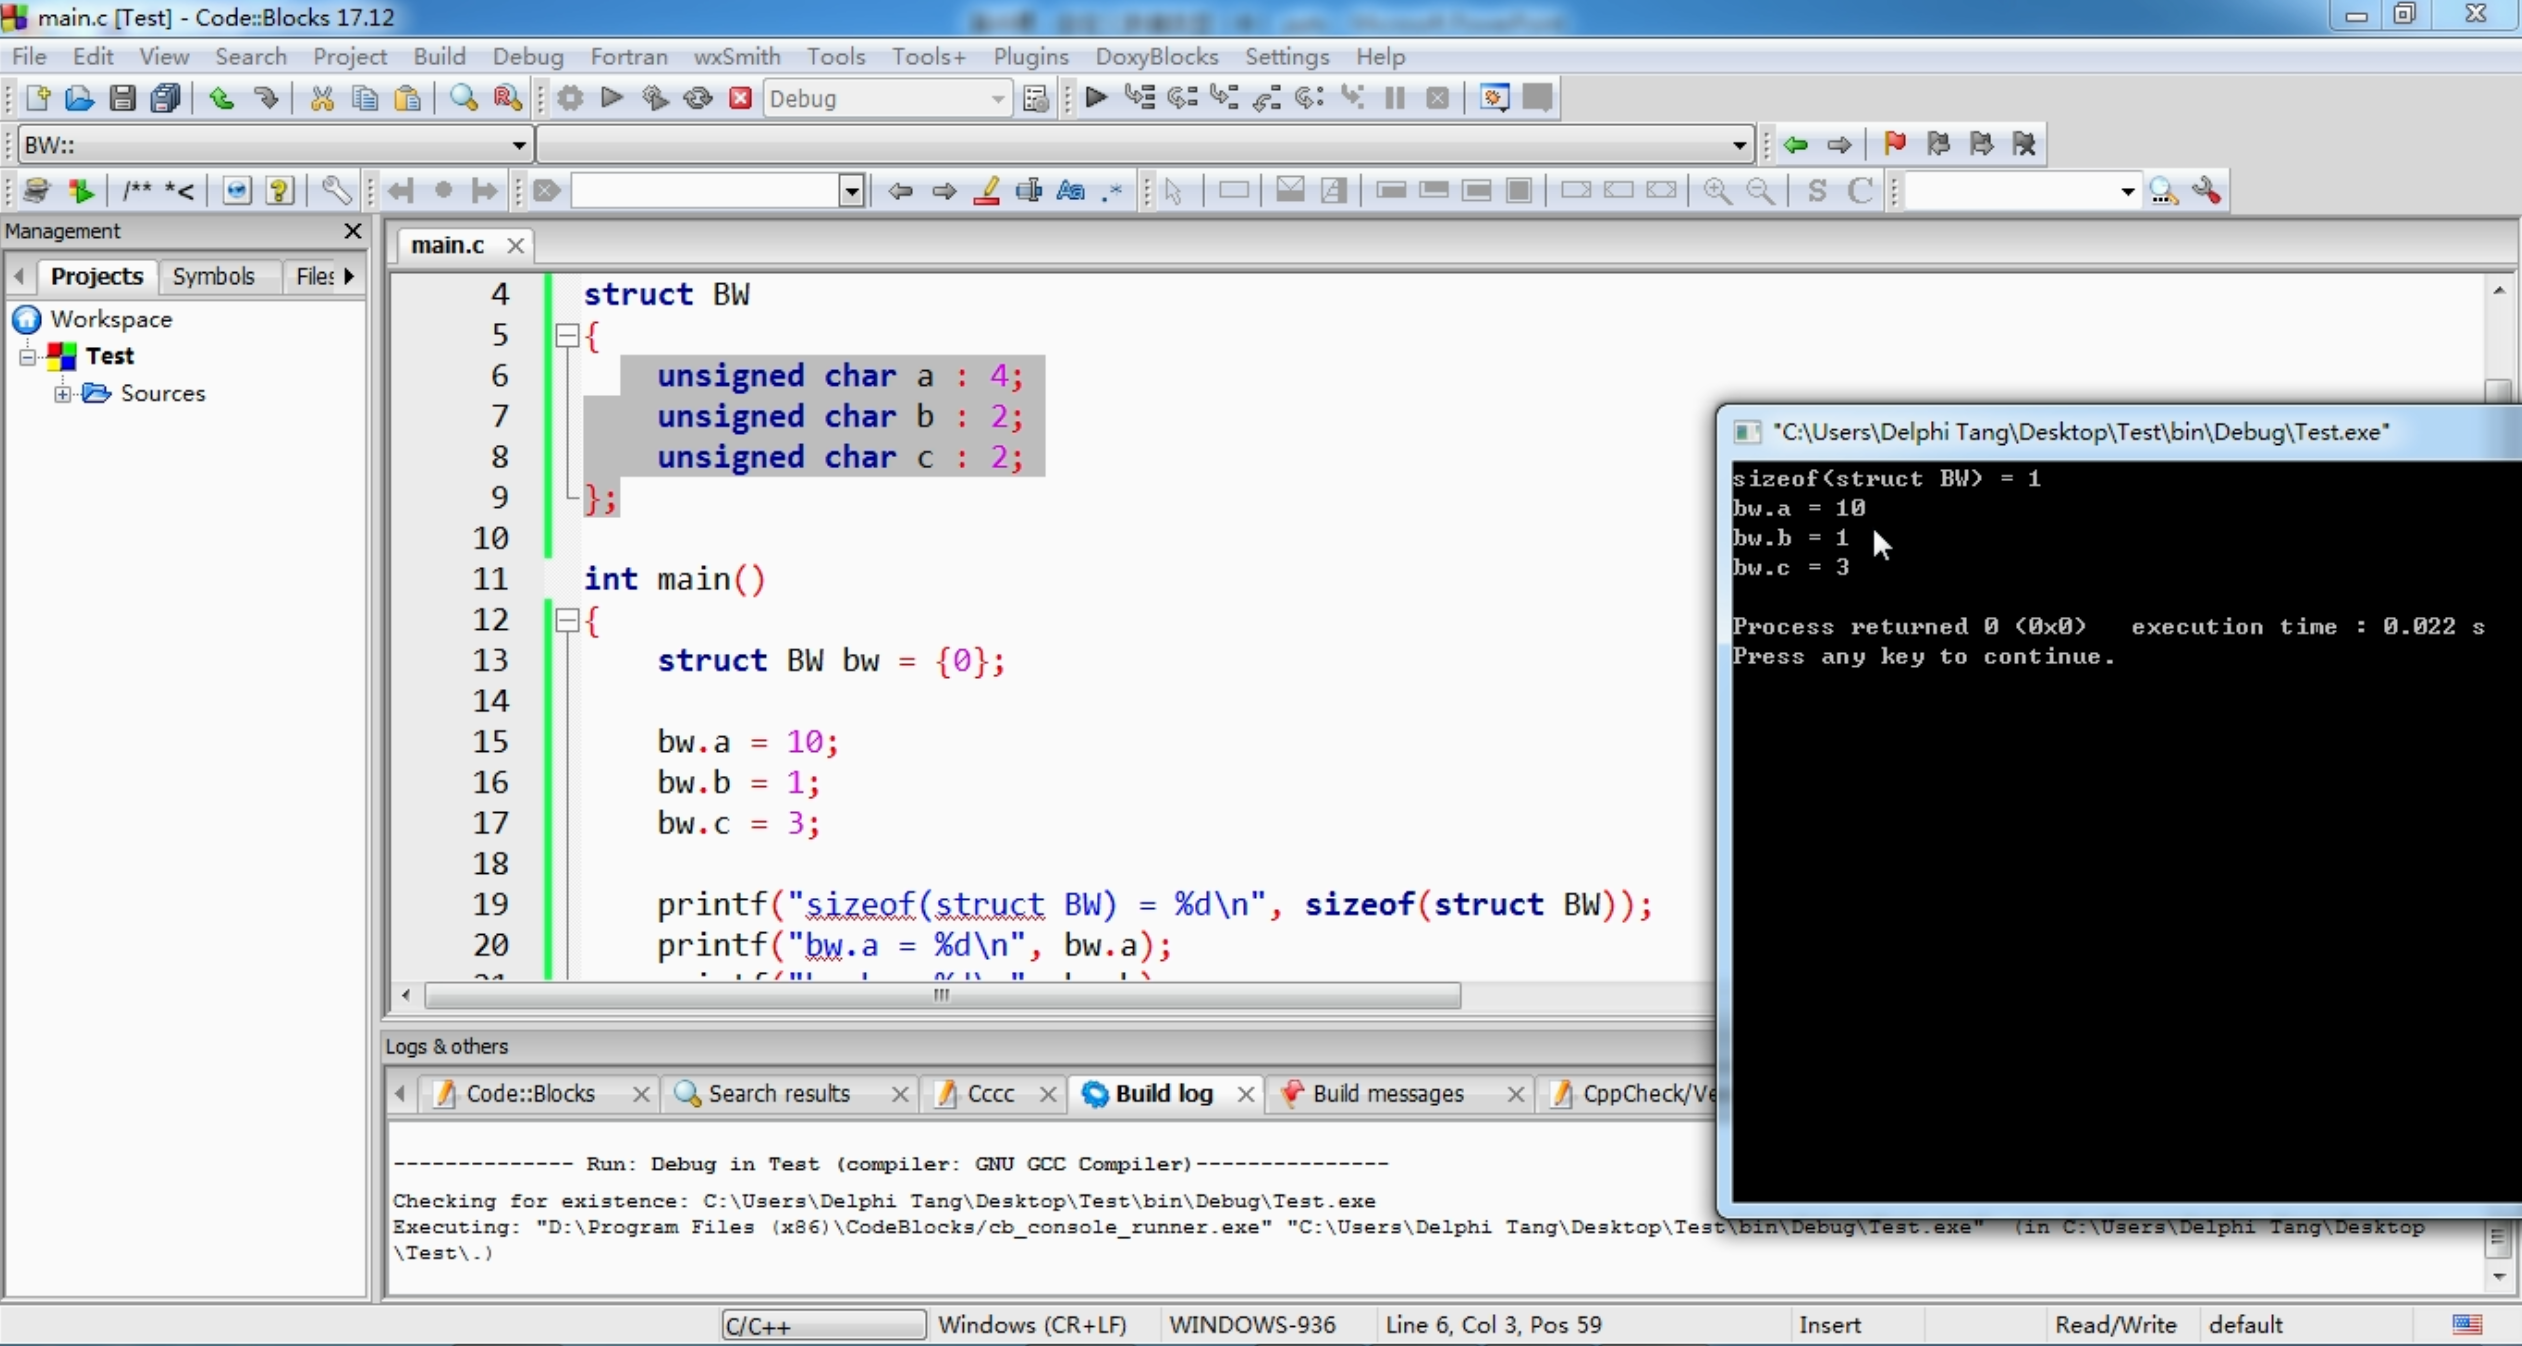 main.c [Test] - Code::Blocks 17.12
File Edit View Search Project Build Debug Fortran wxSmith Tools Tools+ Plugins DoxyBlocks Settings Help
Debug
BW::
/** *<
Aa .*
S C
Management
main.c
Projects Symbols Files
Workspace
Test
Sources
4 struct BW
5 {
6 unsigned char a : 4;
7 unsigned char b : 2;
8 unsigned char c : 2;
9 };
10
11 int main()
12 {
13 struct BW bw = {0};
14
15 bw.a = 10;
16 bw.b = 1;
17 bw.c = 3;
18
19 printf("sizeof(struct BW) = %d\n", sizeof(struct BW));
20 printf("bw.a = %d\n", bw.a);
"C:\Users\Delphi Tang\Desktop\Test\bin\Debug\Test.exe"
sizeof(struct BW) = 1
bw.a = 10
bw.b = 1
bw.c = 3
Process returned 0 (0x0) execution time : 0.022 s
Press any key to continue.
Logs & others
Code::Blocks Search results Cccc Build log Build messages CppCheck/Ve
-------------- Run: Debug in Test (compiler: GNU GCC Compiler)---------------
Checking for existence: C:\Users\Delphi Tang\Desktop\Test\bin\Debug\Test.exe
Executing: "D:\Program Files (x86)\CodeBlocks/cb_console_runner.exe" "C:\Users\Delphi Tang\Desktop\Test\bin\Debug\Test.exe" (in C:\Users\Delphi Tang\Desktop
\Test\.)
C/C++ Windows (CR+LF) WINDOWS-936 Line 6, Col 3, Pos 59 Insert Read/Write default